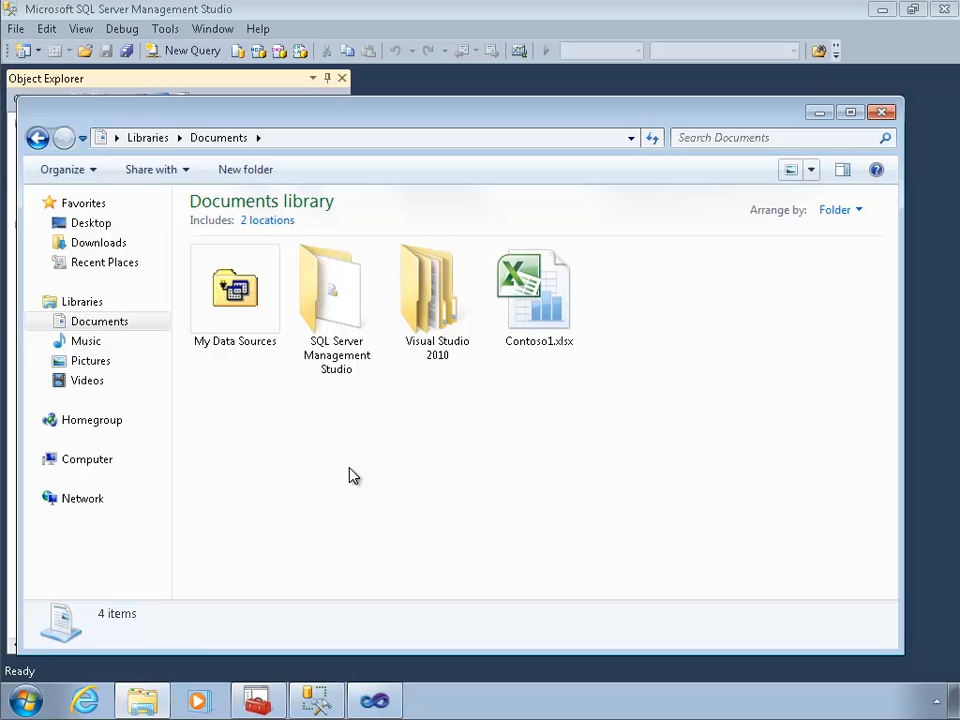 Microsoft SQL Server Management Studio
File Edit View Debug Tools Window Help
New Query
Object Explorer
Libraries Documents Search Documents
Organize Share with New folder
Favorites
Desktop
Downloads
Recent Places
Libraries
Documents
Music
Pictures
Videos
Homegroup
Computer
Network
Documents library
Includes: 2 locations
Arrange by: Folder
My Data Sources
SQL Server
Management
Studio
Visual Studio
2010
Contoso1.xlsx
4 items
Ready